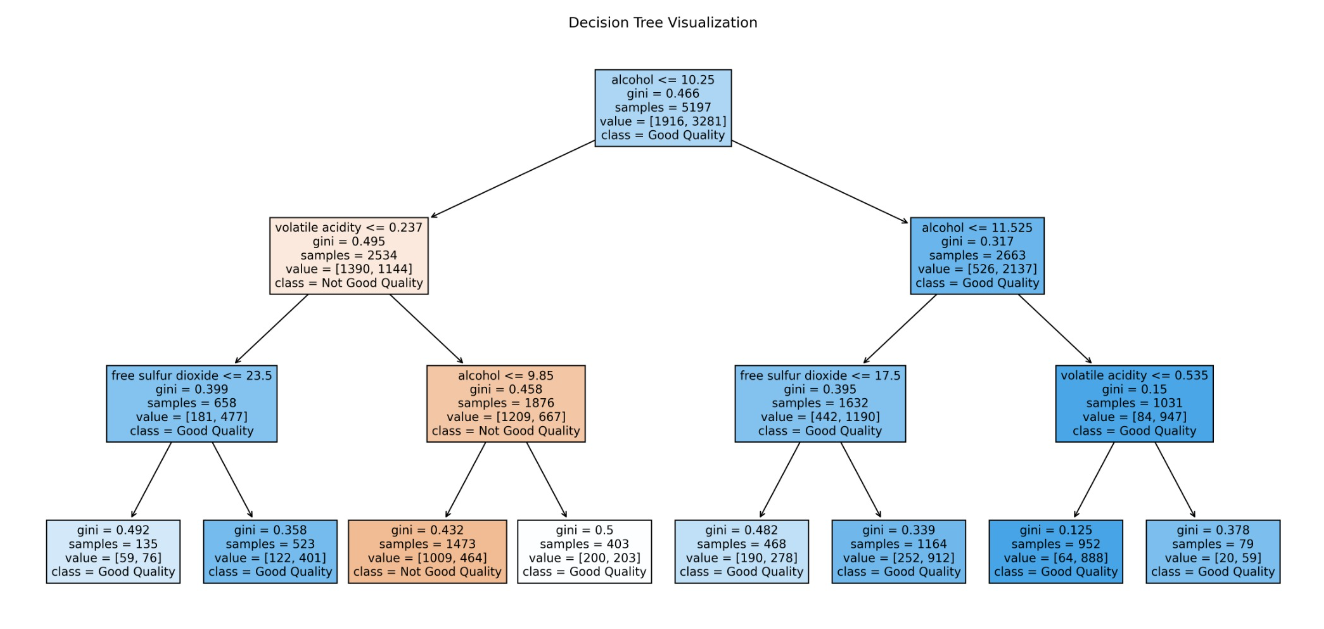 Decision Tree Visualization
alcohol <= 10.25
gini = 0.466
samples = 5197
value = [1916, 3281]
class = Good Quality
volatile acidity <= 0.237
gini = 0.495
samples = 2534
value = [1390, 1144]
class = Not Good Quality
alcohol <= 11.525
gini = 0.317
samples = 2663
value = [526, 2137]
class = Good Quality
free sulfur dioxide <= 23.5
gini = 0.399
samples = 658
value = [181, 477]
class = Good Quality
alcohol <= 9.85
gini = 0.458
samples = 1876
value = [1209, 667]
class = Not Good Quality
free sulfur dioxide <= 17.5
gini = 0.395
samples = 1632
value = [442, 1190]
class = Good Quality
volatile acidity <= 0.535
gini = 0.15
samples = 1031
value = [84, 947]
class = Good Quality
gini = 0.492
samples = 135
value = [59, 76]
class = Good Quality
gini = 0.358
samples = 523
value = [122, 401]
class = Good Quality
gini = 0.432
samples = 1473
value = [1009, 464]
class = Not Good Quality
gini = 0.5
samples = 403
value = [200, 203]
class = Good Quality
gini = 0.482
samples = 468
value = [190, 278]
class = Good Quality
gini = 0.339
samples = 1164
value = [252, 912]
class = Good Quality
gini = 0.125
samples = 952
value = [64, 888]
class = Good Quality
gini = 0.378
samples = 79
value = [20, 59]
class = Good Quality